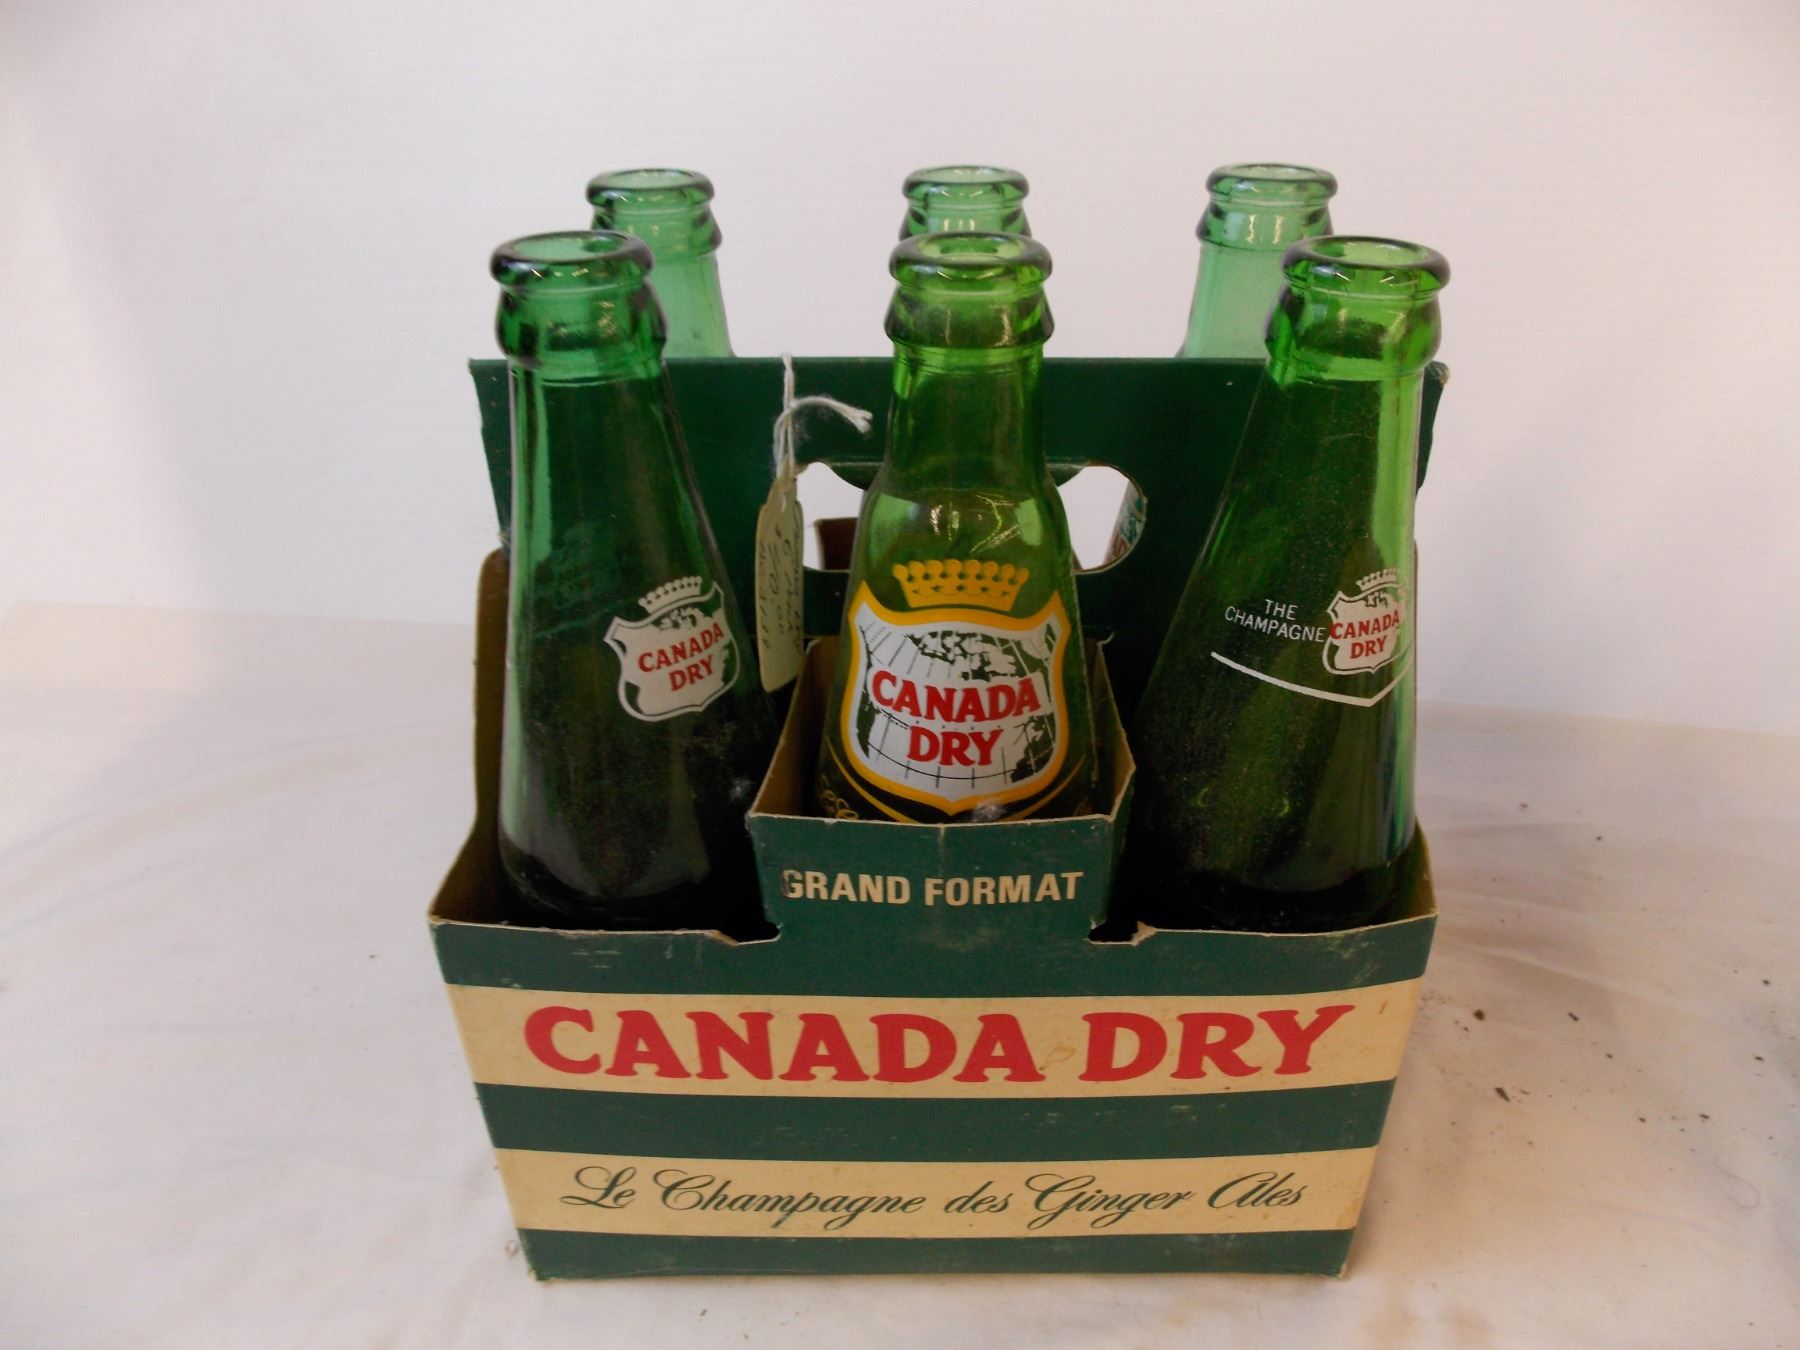 CANADA
DRY
CANADA
DRY
THE
CHAMPAGNE
CANADA
DRY
GRAND FORMAT
CANADA DRY
Le Champagne des Ginger Ales